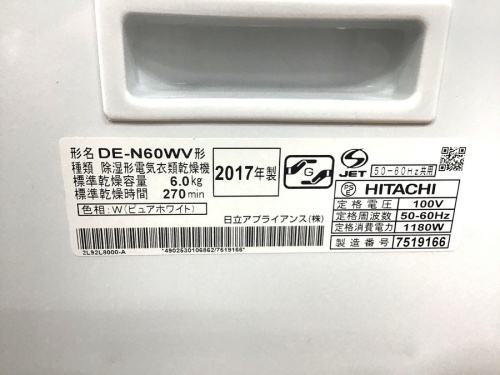 形名 DE-N60WV形
種類 除湿形電気衣類乾燥機
標準乾燥容量 6.0kg
標準乾燥時間 270min
色相:W(ピュアホワイト)
2017年製
G
S
JET
50-60Hz共用
PSE
HITACHI
定格電圧 100V
定格周波数 50-60Hz
定格消費電力 1180W
製造番号 7519166
日立アプライアンス(株)
2L92L8000-A
*4902530106862/7519166*